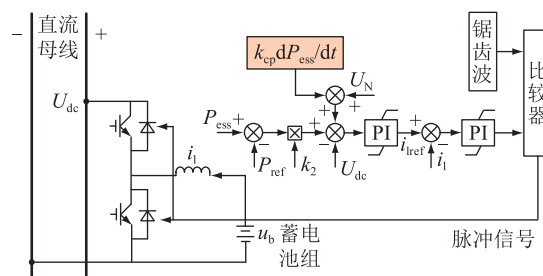 − 直流母线 +
U_dc
k_cp dP_ess/dt
U_N
+
+
P_ess +
−
P_ref
k_2
+
+
−
U_dc
PI
+
i_lref
−
i_l
PI
锯齿波
比较器
i_l
u_b 蓄电池组
脉冲信号